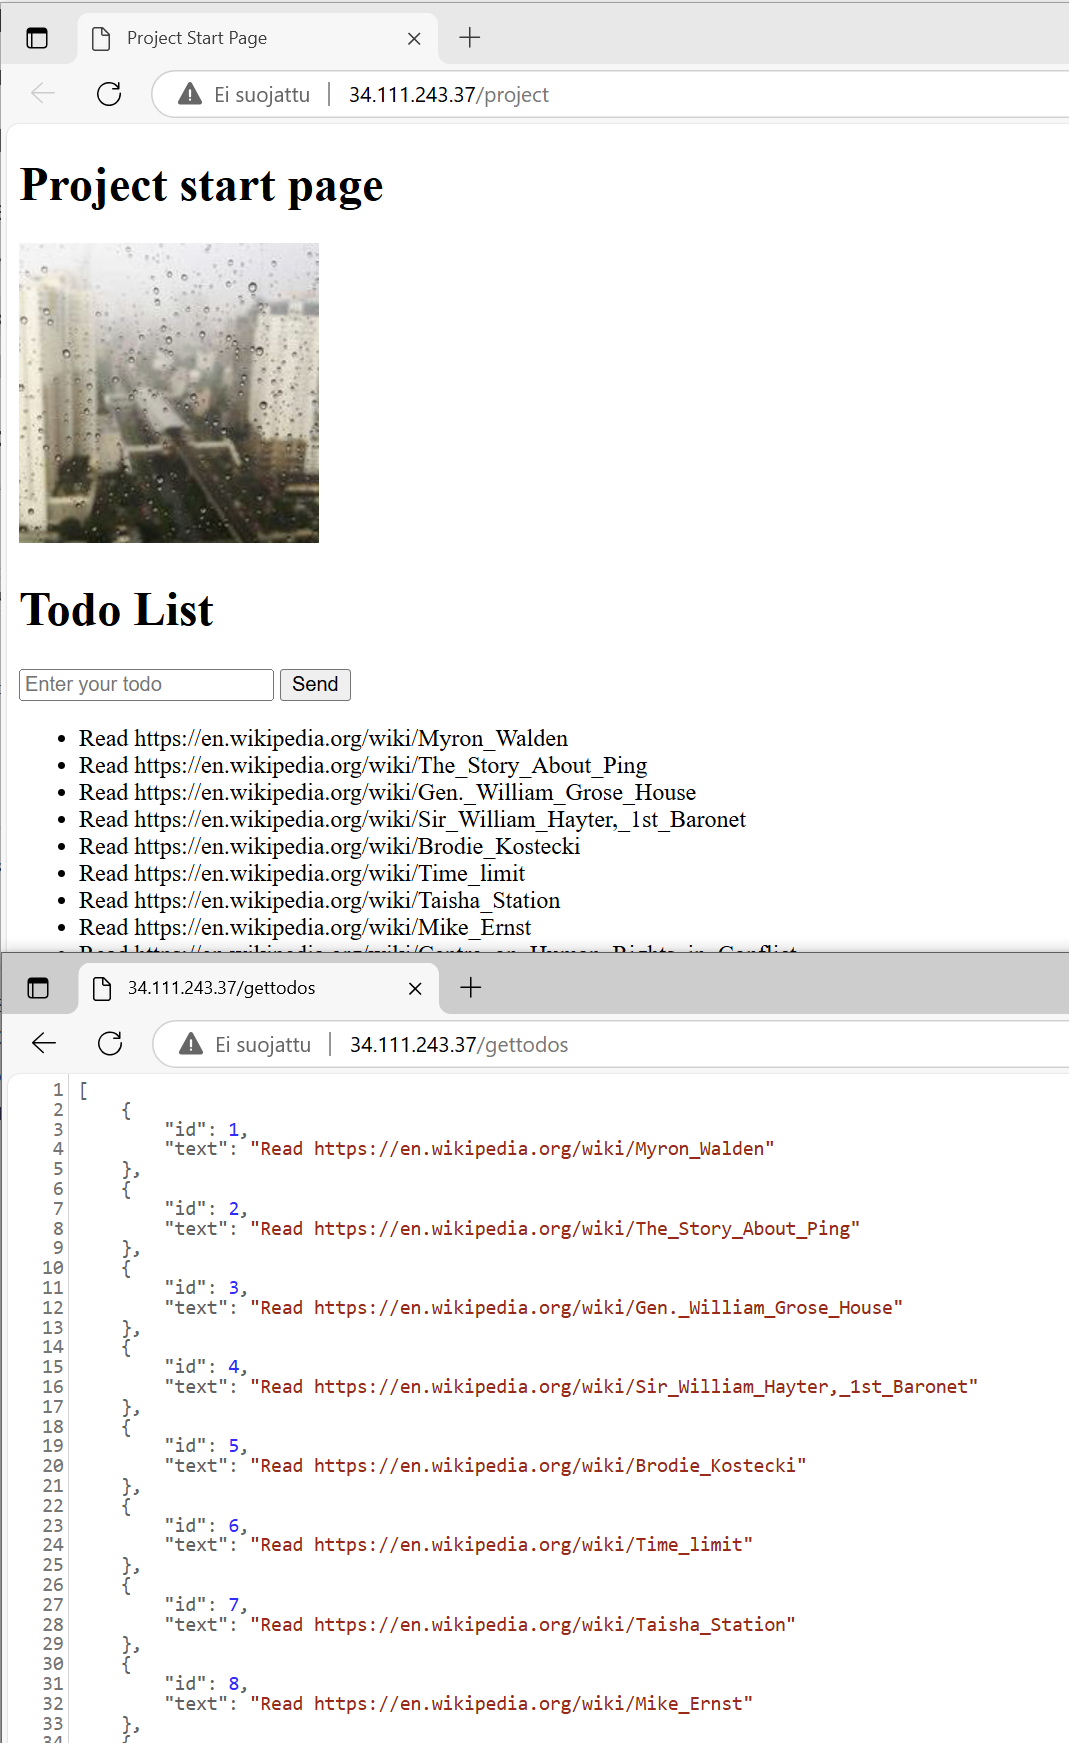 Project Start Page
Ei suojattu 34.111.243.37/project
Project start page
Todo List
Enter your todo Send
• Read https://en.wikipedia.org/wiki/Myron_Walden
• Read https://en.wikipedia.org/wiki/The_Story_About_Ping
• Read https://en.wikipedia.org/wiki/Gen._William_Grose_House
• Read https://en.wikipedia.org/wiki/Sir_William_Hayter,_1st_Baronet
• Read https://en.wikipedia.org/wiki/Brodie_Kostecki
• Read https://en.wikipedia.org/wiki/Time_limit
• Read https://en.wikipedia.org/wiki/Taisha_Station
• Read https://en.wikipedia.org/wiki/Mike_Ernst
• Read https://en.wikipedia.org/wiki/Centre_on_Human_Rights_in_Conflict
34.111.243.37/gettodos
Ei suojattu 34.111.243.37/gettodos
1 [
2 {
3 "id": 1,
4 "text": "Read https://en.wikipedia.org/wiki/Myron_Walden"
5 },
6 {
7 "id": 2,
8 "text": "Read https://en.wikipedia.org/wiki/The_Story_About_Ping"
9 },
10 {
11 "id": 3,
12 "text": "Read https://en.wikipedia.org/wiki/Gen._William_Grose_House"
13 },
14 {
15 "id": 4,
16 "text": "Read https://en.wikipedia.org/wiki/Sir_William_Hayter,_1st_Baronet"
17 },
18 {
19 "id": 5,
20 "text": "Read https://en.wikipedia.org/wiki/Brodie_Kostecki"
21 },
22 {
23 "id": 6,
24 "text": "Read https://en.wikipedia.org/wiki/Time_limit"
25 },
26 {
27 "id": 7,
28 "text": "Read https://en.wikipedia.org/wiki/Taisha_Station"
29 },
30 {
31 "id": 8,
32 "text": "Read https://en.wikipedia.org/wiki/Mike_Ernst"
33 },
34 {